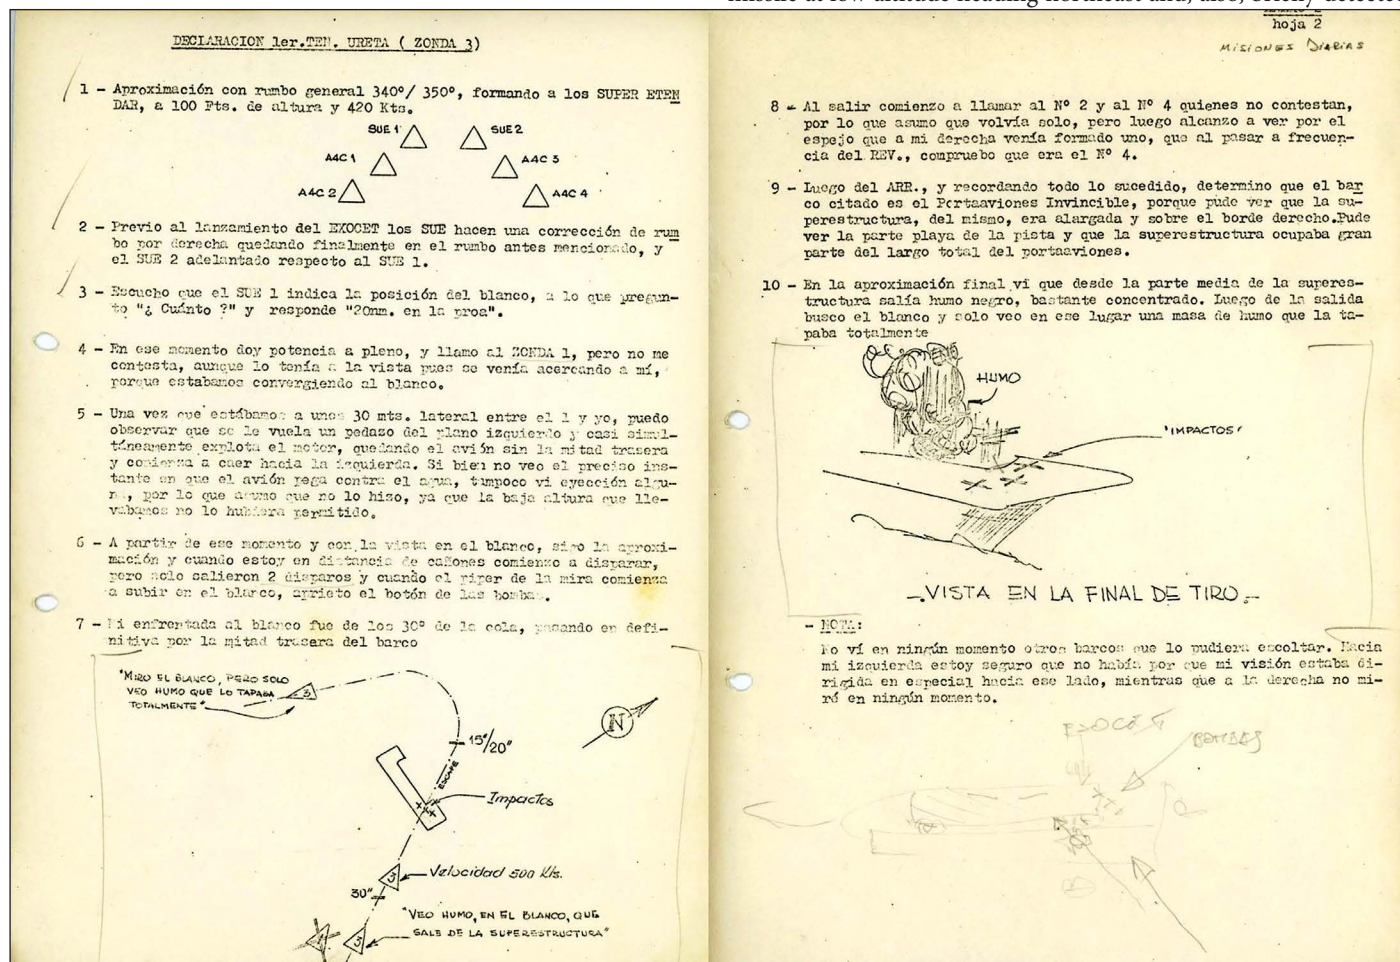 DECLARACION 1er.TEN. URETA ( ZONDA 3)
1 - Aproximación con rumbo general 340º/ 350º, formando a los SUPER ETEN
DAR, a 100 Fts. de altura y 420 Kts.
SUE 1 SUE 2
A4C 1 A4C 3
A4C 2 A4C 4
2 - Previo al lanzamiento del EXOCET los SUE hacen una corrección de rum
bo por derecha quedando finalmente en el rumbo antes mencionado, y
el SUE 2 adelantado respecto al SUE 1.
3 - Escucho que el SUE 1 indica la posición del blanco, a lo que pregun-
to "¿ Cuánto ?" y responde "20nm. en la proa".
4 - En ese momento doy potencia a pleno, y llamo al ZONDA 1, pero no me
contesta, aunque lo tenía a la vista pues se venía acercando a mí,
porque estabamos convergiendo al blanco.
5 - Una vez que estábamos a unos 30 mts. lateral entre el 1 y yo, puedo
observar que se le vuela un pedazo del plano izquierdo y casi simul-
táneamente explota el motor, quedando el avión sin la mitad trasera
y comienza a caer hacia la izquierda. Si bien no veo el preciso ins-
tante en que el avión pega contra el agua, tampoco vi eyección algu-
na, por lo que asumo que no lo hizo, ya que la baja altura que lle-
vabamos no lo hubiera permitido.
6 - A partir de ese momento y con la vista en el blanco, sigo la aproxi-
mación y cuando estoy en distancia de cañones comienzo a disparar,
pero solo salieron 2 disparos y cuando el piper de la mira comienza
a subir en el blanco, aprieto el botón de las bombas.
7 - Mi enfrentada al blanco fue de los 30º de la cola, pasando en defi-
nitiva por la mitad trasera del barco
"MIRO EL BLANCO, PERO SOLO
VEO HUMO QUE LO TAPABA
TOTALMENTE"
3
N
15"/20"
ESCAPE
Impactos
3
Velocidad 500 Kts.
30"
"VEO HUMO, EN EL BLANCO, QUE
SALE DE LA SUPERESTRUCTURA"
1 3
hoja 2
MISIONES DIARIAS
8 - Al salir comienzo a llamar al Nº 2 y al Nº 4 quienes no contestan,
por lo que asumo que volvía solo, pero luego alcanzo a ver por el
espejo que a mi derecha venía formado uno, que al pasar a frecuen-
cia del REV., compruebo que era el Nº 4.
9 - Luego del ARR., y recordando todo lo sucedido, determino que el bar
co citado es el Portaaviones Invincible, porque pude ver que la su-
perestructura, del mismo, era alargada y sobre el borde derecho.Pude
ver la parte playa de la pista y que la superestructura ocupaba gran
parte del largo total del portaaviones.
10 - En la aproximación final vi que desde la parte media de la superes-
tructura salía humo negro, bastante concentrado. Luego de la salida
busco el blanco y solo veo en ese lugar una masa de humo que la ta-
paba totalmente
HUMO
"IMPACTOS"
-.VISTA EN LA FINAL DE TIRO.-
- NOTA:
No ví en ningún momento otros barcos que lo pudiera escoltar. Hacia
mi izquierda estoy seguro que no había por que mi visión estaba di-
rigida en especial hacia ese lado, mientras que a la derecha no mi-
ré en ningún momento.
EXOCET
BOMBAS